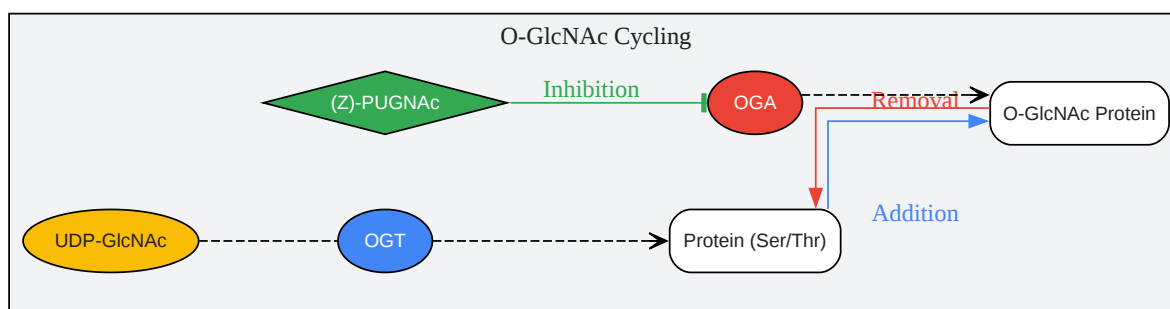 O-GlcNAc Cycling
(Z)-PUGNAc
Inhibition
OGA
Removal
O-GlcNAc Protein
UDP-GlcNAc
OGT
Protein (Ser/Thr)
Addition